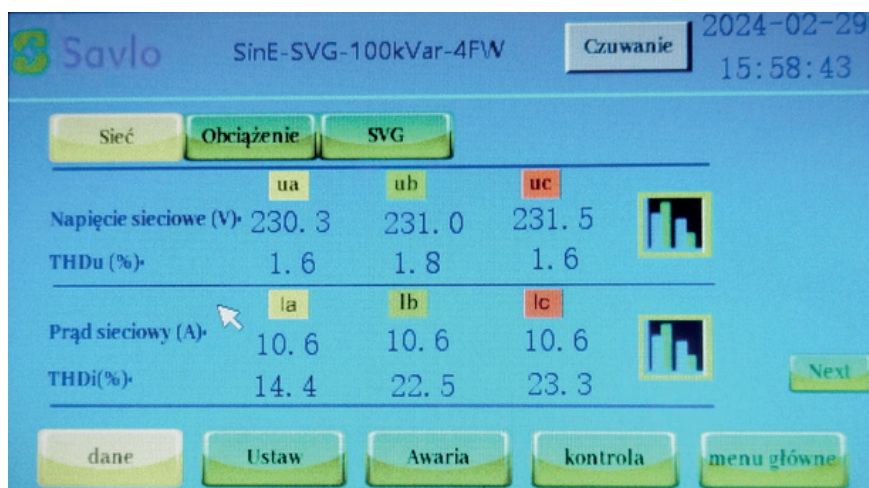 Savlo SinE-SVG-100kVar-4FW Czuwanie 2024-02-29
15:58:43
Sieć Obciążenie SVG
ua ub uc
Napięcie sieciowe (V): 230.3 231.0 231.5
THDu (%): 1.6 1.8 1.6
Ia Ib Ic
Prąd sieciowy (A): 10.6 10.6 10.6
THDi(%): 14.4 22.5 23.3
Next
dane Ustaw Awaria kontrola menu główne